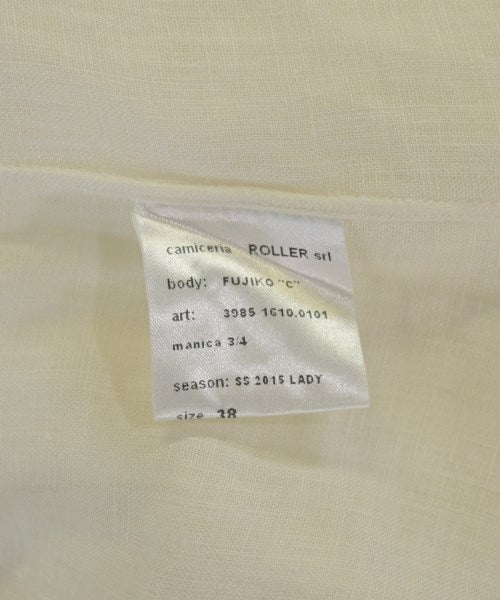 camiceria ROLLER srl
body: FUJIKO "C"
art: 3985 1610.0101
manica 3/4
season: SS 2015 LADY
size 38